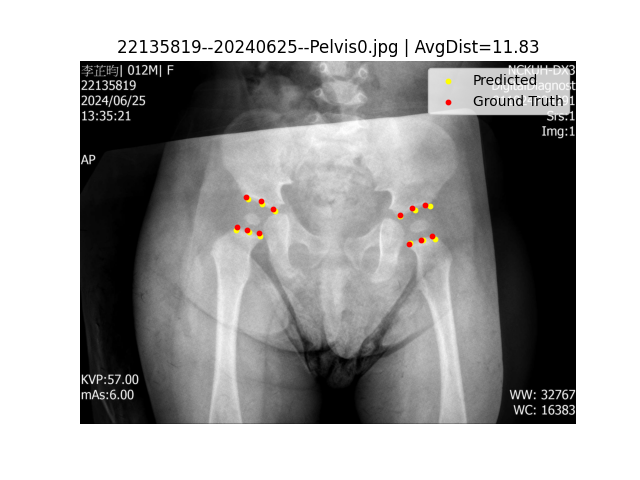 22135819--20240625--Pelvis0.jpg | AvgDist=11.83
李芷昀| 012M| F
22135819
2024/06/25
13:35:21
AP
NCKUH-DX3
Predicted
DigitalDiagnost
Ground Truth
Srs:1
Img:1
KVP:57.00
mAs:6.00
WW: 32767
WC: 16383